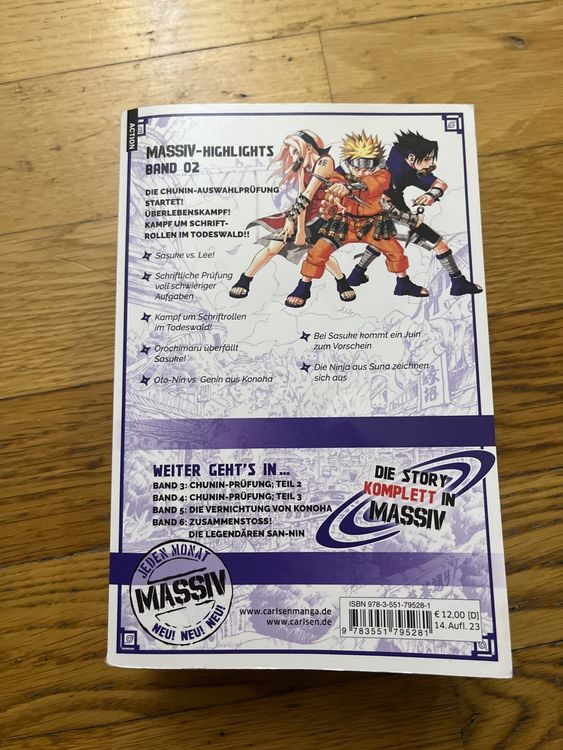 ACTION
MASSIV-HIGHLIGHTS
BAND 02
DIE CHUNIN-AUSWAHLPRÜFUNG
STARTET!
ÜBERLEBENSKAMPF!
KAMPF UM SCHRIFT-
ROLLEN IM TODESWALD!!
Sasuke vs. Lee!
Schriftliche Prüfung
voll schwieriger
Aufgaben
Kampf um Schriftrollen
im Todeswald!
Orochimaru überfällt
Sasuke!
Oto-Nin vs. Genin aus Konoha
Bei Sasuke kommt ein Juin
zum Vorschein
Die Ninja aus Suna zeichnen
sich aus
WEITER GEHT'S IN ...
BAND 3: CHUNIN-PRÜFUNG; TEIL 2
BAND 4: CHUNIN-PRÜFUNG; TEIL 3
BAND 5: DIE VERNICHTUNG VON KONOHA
BAND 6: ZUSAMMENSTOSS!
DIE LEGENDÄREN SAN-NIN
DIE STORY
KOMPLETT IN
MASSIV
JEDEN MONAT
MASSIV
NEU! NEU! NEU!
www.carlsenmanga.de
www.carlsen.de
ISBN 978-3-551-79528-1
€ 12,00 [D]
14. Aufl. 23
9 783551 795281